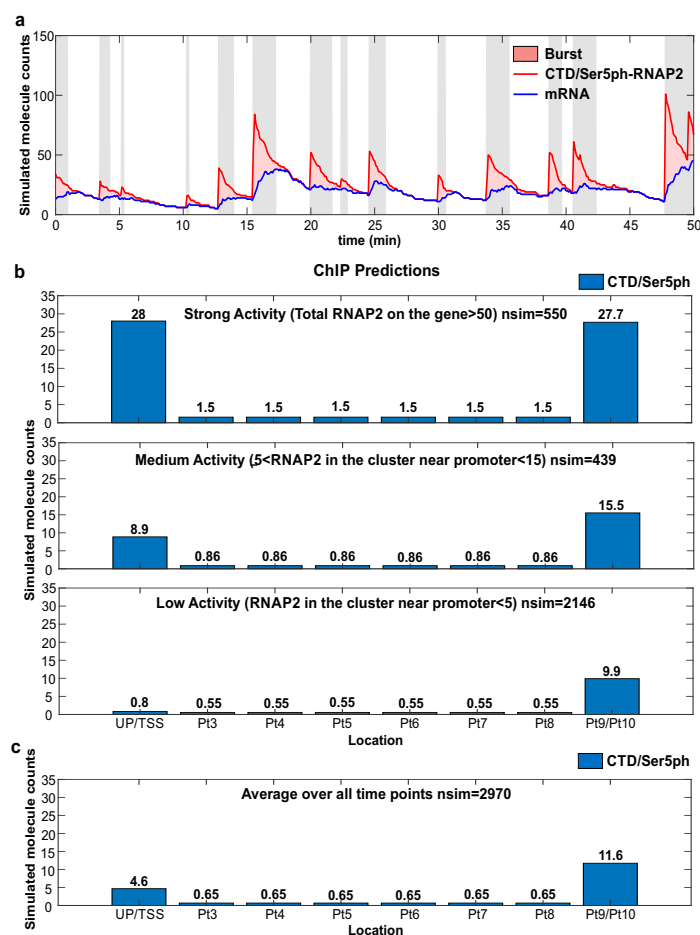 a
Simulated molecule counts
150
100
50
0
Burst
CTD/Ser5ph-RNAP2
mRNA
0 5 10 15 20 25 30 35 40 45 50
time (min)
b
ChIP Predictions
CTD/Ser5ph
Simulated molecule counts
35
30
25
20
15
10
5
0
Strong Activity (Total RNAP2 on the gene>50) nsim=550
28 1.5 1.5 1.5 1.5 1.5 1.5 27.7
35
30
25
20
15
10
5
0
Medium Activity (5<RNAP2 in the cluster near promoter<15) nsim=439
8.9 0.86 0.86 0.86 0.86 0.86 0.86 15.5
35
30
25
20
15
10
5
0
Low Activity (RNAP2 in the cluster near promoter<5) nsim=2146
0.8 0.55 0.55 0.55 0.55 0.55 0.55 9.9
UP/TSS Pt3 Pt4 Pt5 Pt6 Pt7 Pt8 Pt9/Pt10
Location
c
CTD/Ser5ph
Simulated molecule counts
35
30
25
20
15
10
5
0
Average over all time points nsim=2970
4.6 0.65 0.65 0.65 0.65 0.65 0.65 11.6
UP/TSS Pt3 Pt4 Pt5 Pt6 Pt7 Pt8 Pt9/Pt10
Location